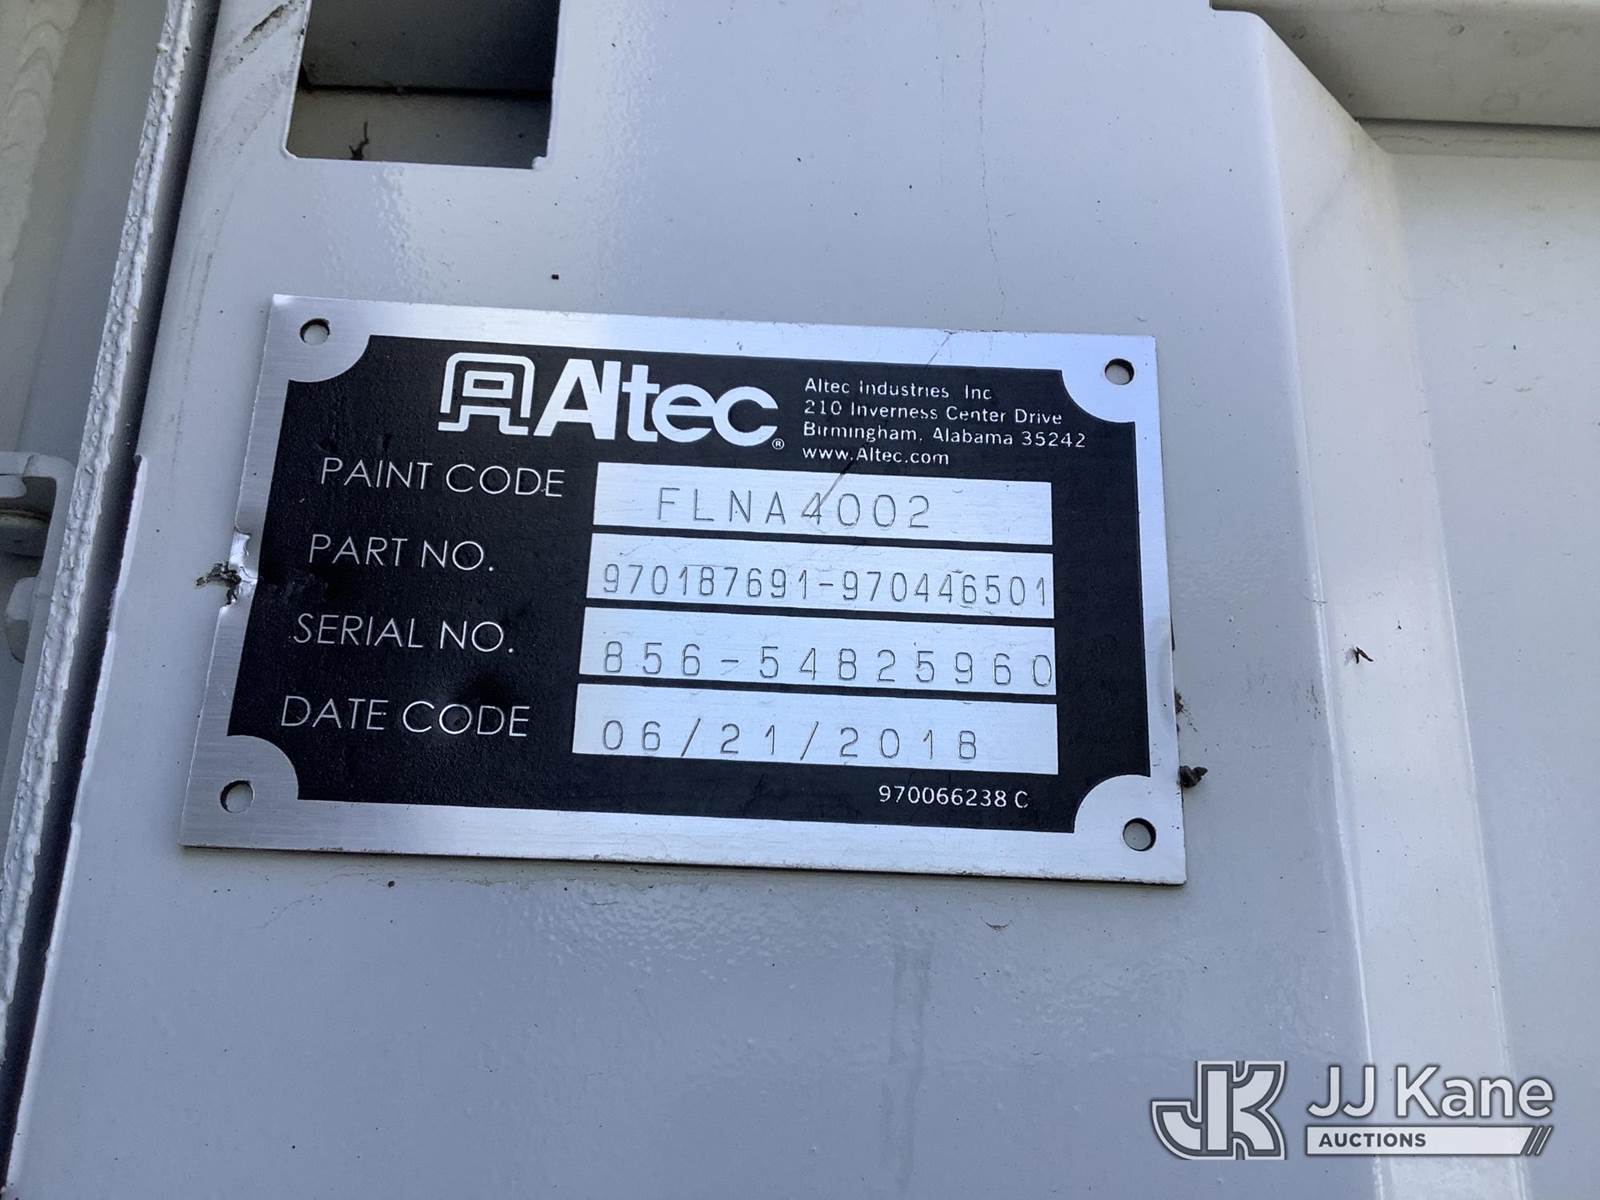 Altec®
Altec Industries, Inc
210 Inverness Center Drive
Birmingham, Alabama 35242
www.Altec.com
PAINT CODE FLNA4002
PART NO. 970187691-970446501
SERIAL NO. 856-54825960
DATE CODE 06/21/2018
970066238 C
JK JJ Kane
AUCTIONS